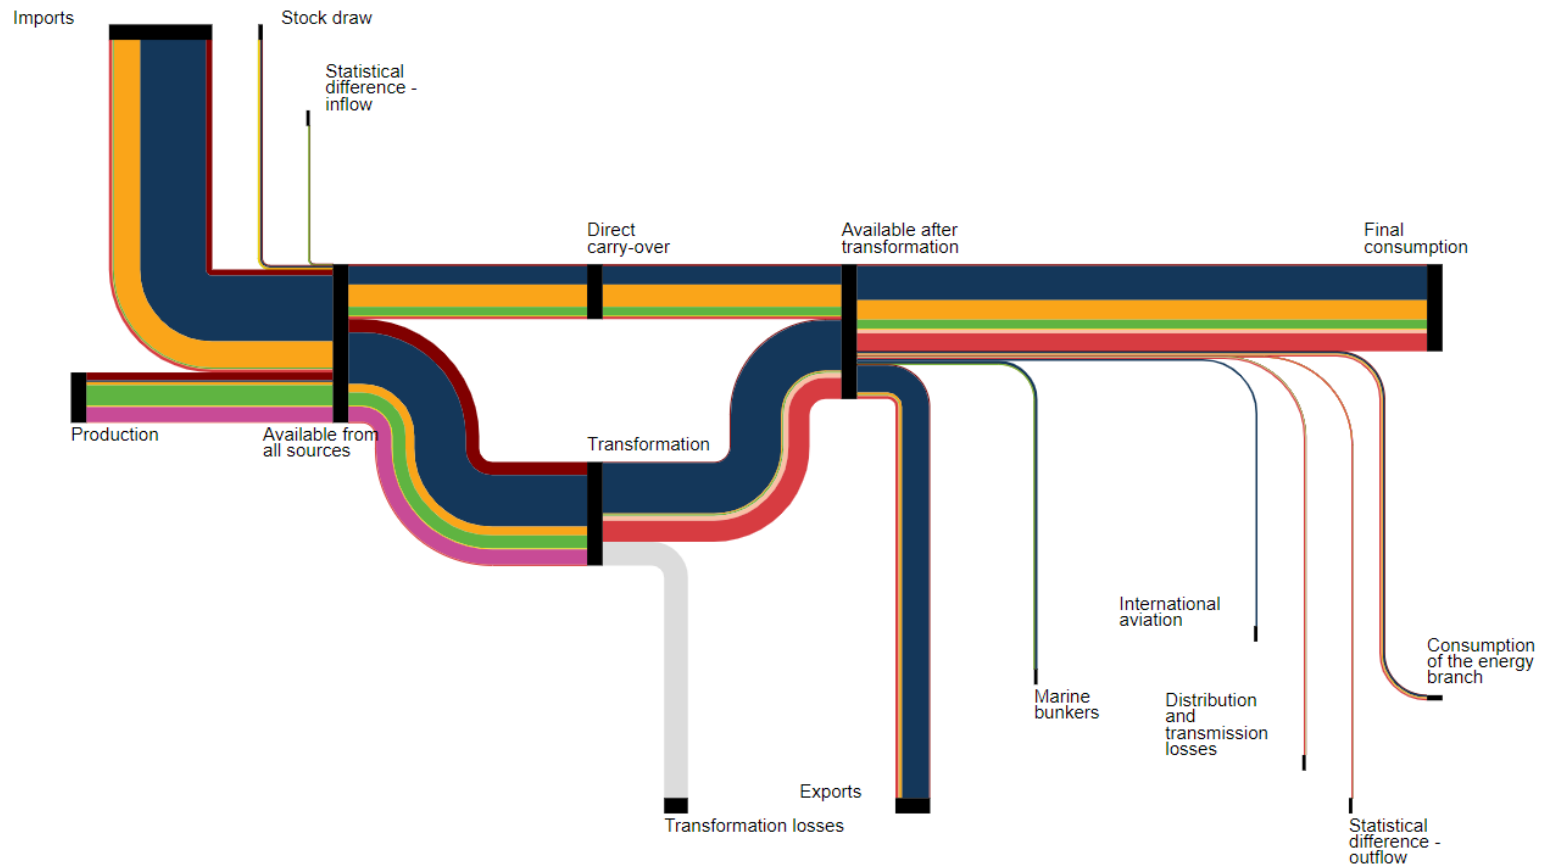 Imports
Stock draw
Statistical
difference -
inflow
Direct
carry-over
Available after
transformation
Final
consumption
Production
Available from
all sources
Transformation
International
aviation
Consumption
of the energy
branch
Marine
bunkers
Distribution
and
transmission
losses
Exports
Transformation losses
Statistical
difference -
outflow